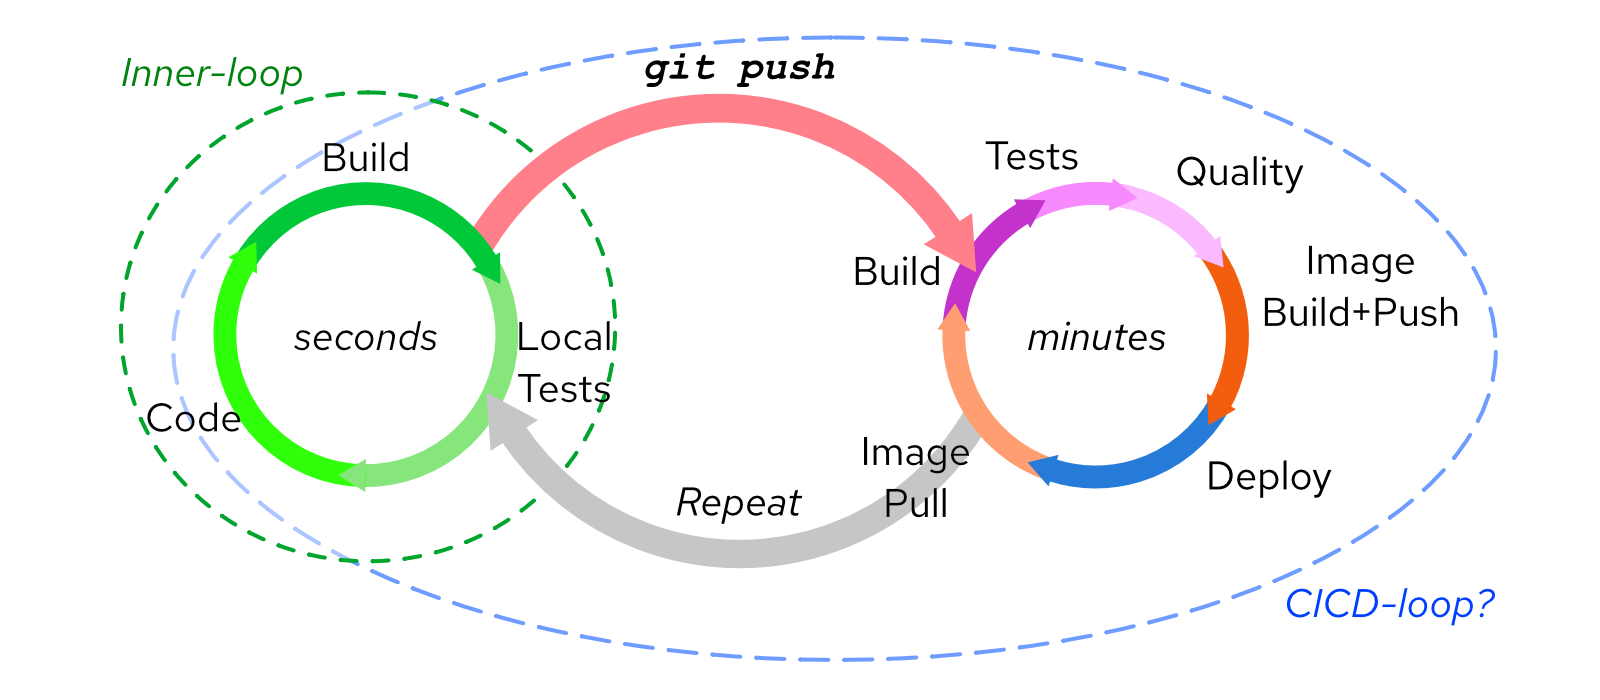 Inner-loop
git push
Build
seconds
Local
Tests
Code
Repeat
Tests
Quality
Build
minutes
Image
Build+Push
Deploy
Image
Pull
CICD-loop?